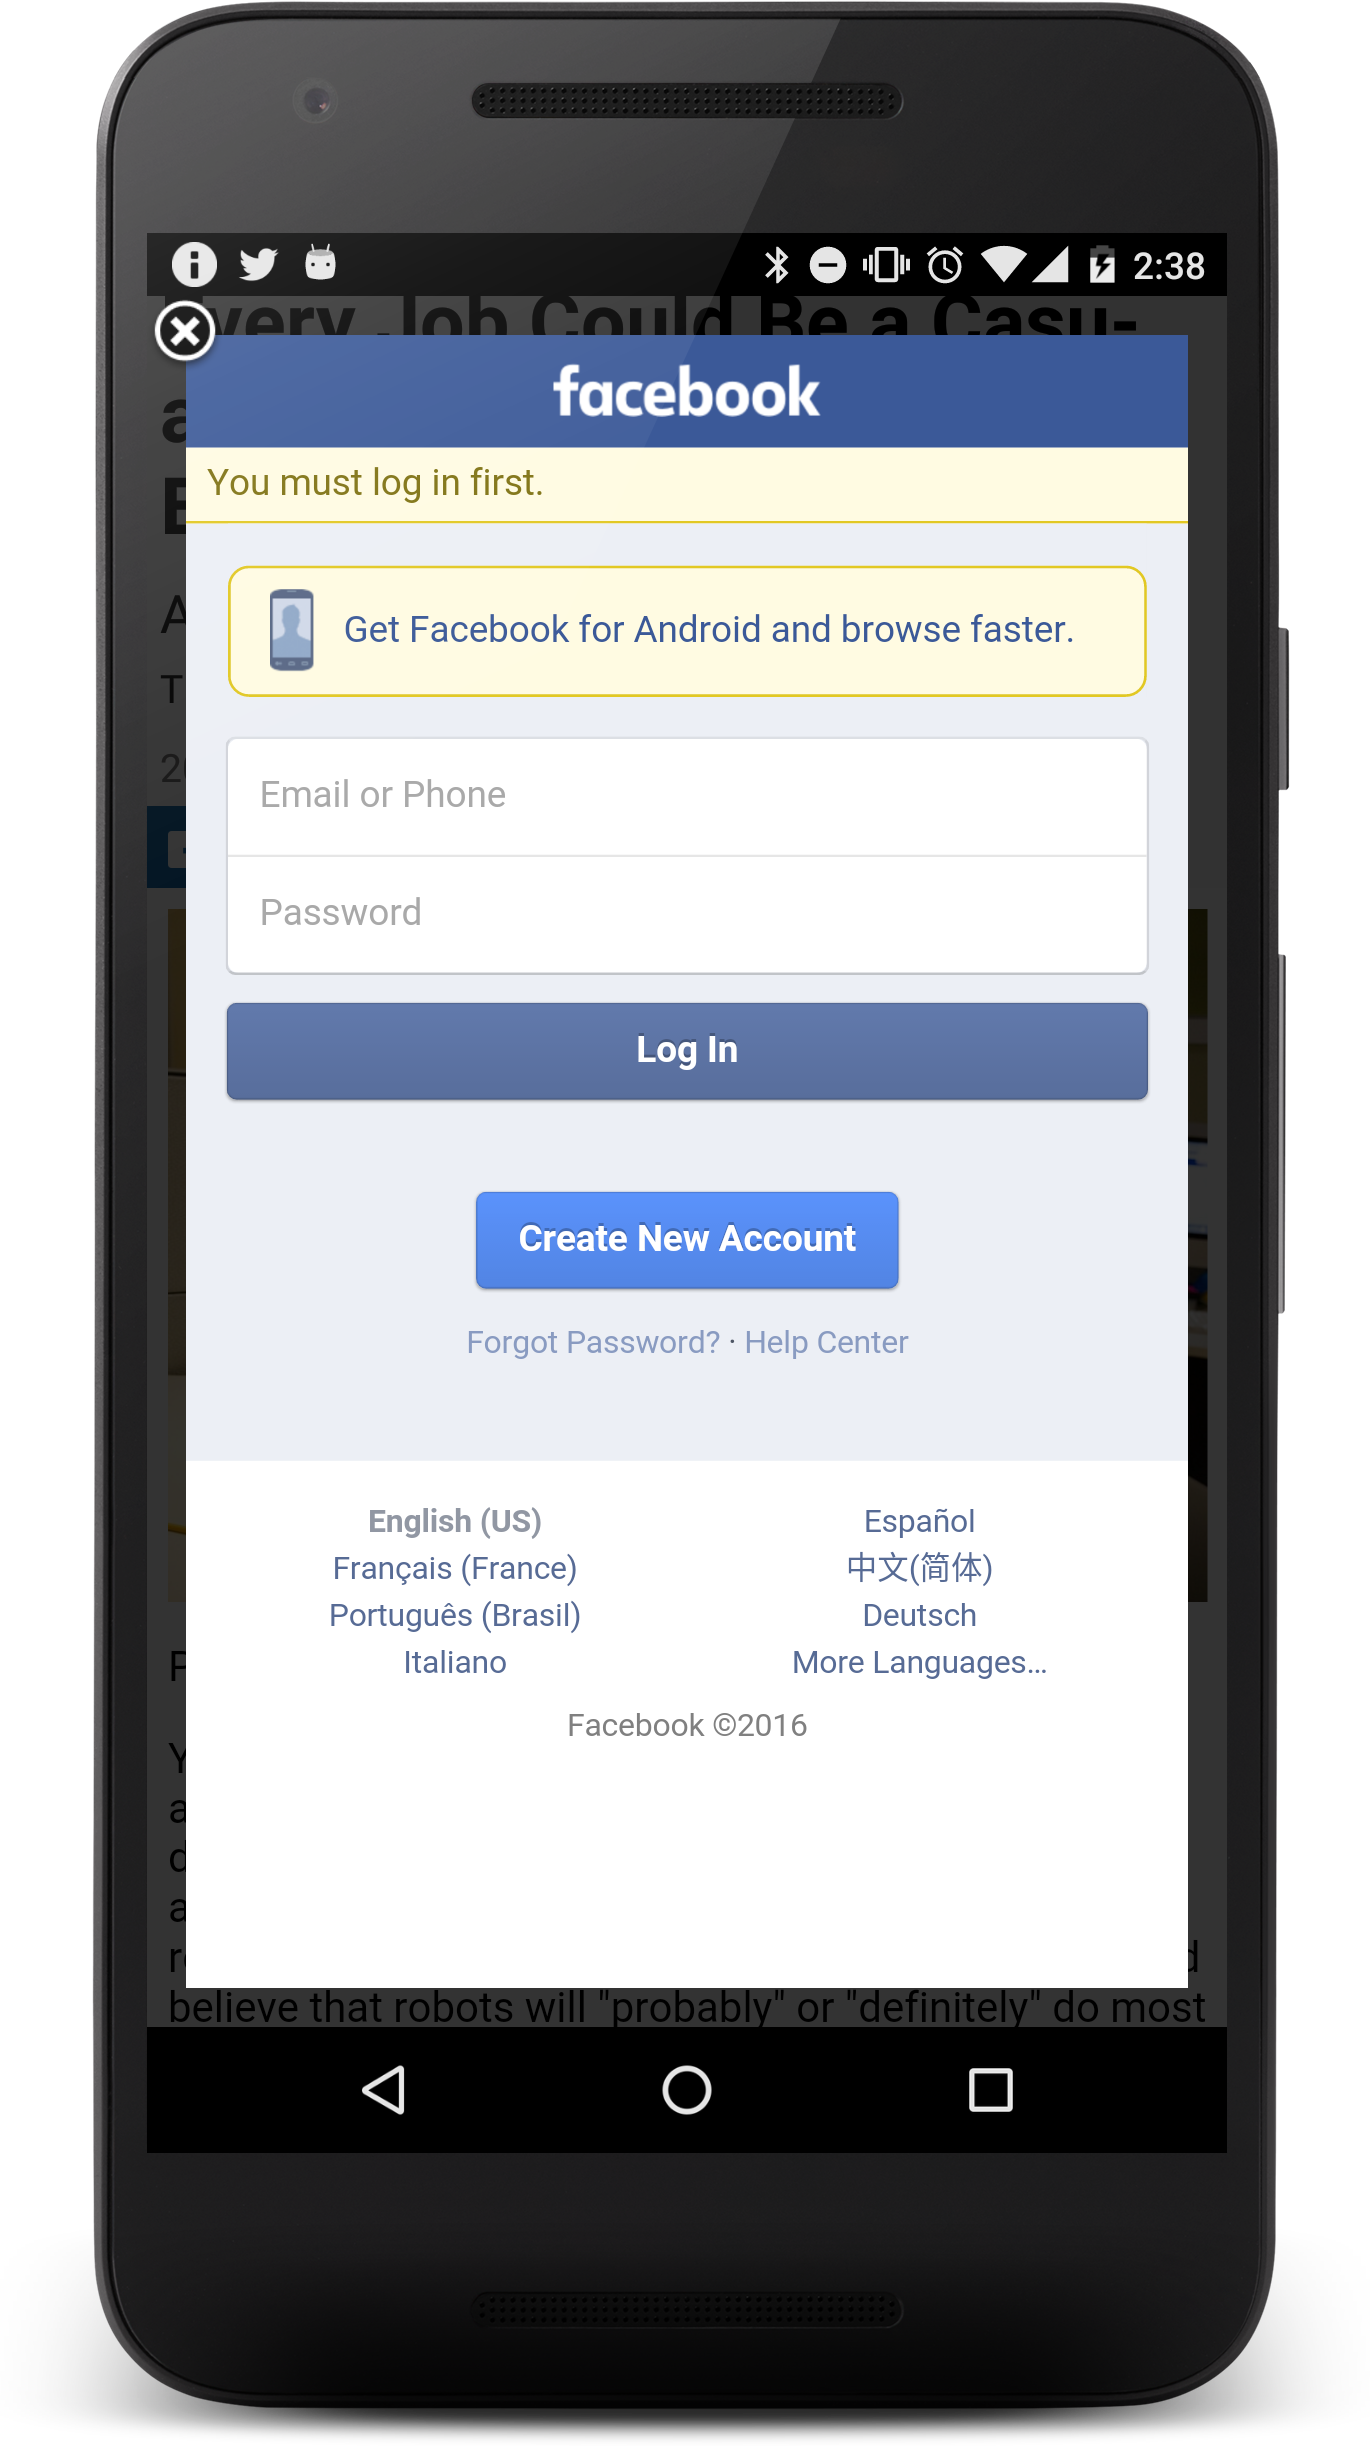 2:38
Every Job Could Be a Casu-
facebook
You must log in first.
Get Facebook for Android and browse faster.
Email or Phone
Password
Log In
Create New Account
Forgot Password? · Help Center
English (US)
Español
Français (France)
中文(简体)
Português (Brasil)
Deutsch
Italiano
More Languages...
Facebook ©2016
believe that robots will "probably" or "definitely" do most